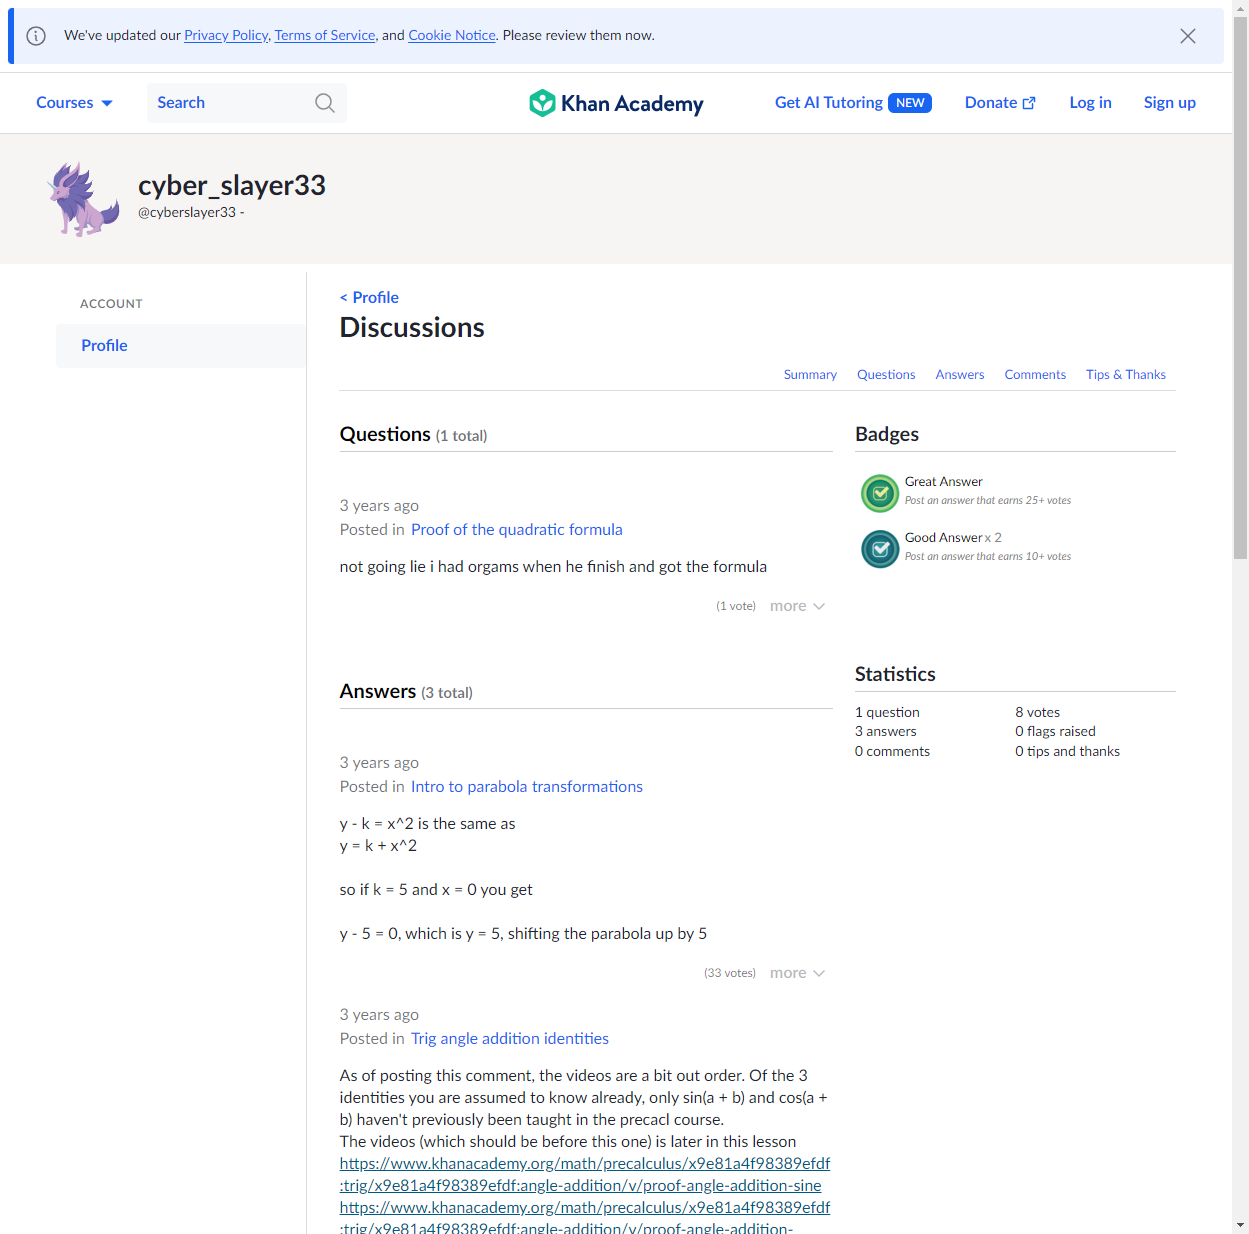 We've updated our Privacy Policy, Terms of Service, and Cookie Notice. Please review them now.
Courses
Search
Khan Academy
Get AI Tutoring NEW
Donate
Log in
Sign up
cyber_slayer33
@cyberslayer33 -
ACCOUNT
Profile
< Profile
Discussions
Summary
Questions
Answers
Comments
Tips & Thanks
Questions (1 total)
3 years ago
Posted in Proof of the quadratic formula
not going lie i had orgams when he finish and got the formula
(1 vote) more
Answers (3 total)
3 years ago
Posted in Intro to parabola transformations
y - k = x^2 is the same as
y = k + x^2
so if k = 5 and x = 0 you get
y - 5 = 0, which is y = 5, shifting the parabola up by 5
(33 votes) more
3 years ago
Posted in Trig angle addition identities
As of posting this comment, the videos are a bit out order. Of the 3
identities you are assumed to know already, only sin(a + b) and cos(a +
b) haven't previously been taught in the precacl course.
The videos (which should be before this one) is later in this lesson
https://www.khanacademy.org/math/precalculus/x9e81a4f98389efdf
:trig/x9e81a4f98389efdf:angle-addition/v/proof-angle-addition-sine
https://www.khanacademy.org/math/precalculus/x9e81a4f98389efdf
:trig/x9e81a4f98389efdf:angle-addition/v/proof-angle-addition-
Badges
Great Answer
Post an answer that earns 25+ votes
Good Answer x 2
Post an answer that earns 10+ votes
Statistics
1 question
8 votes
3 answers
0 flags raised
0 comments
0 tips and thanks